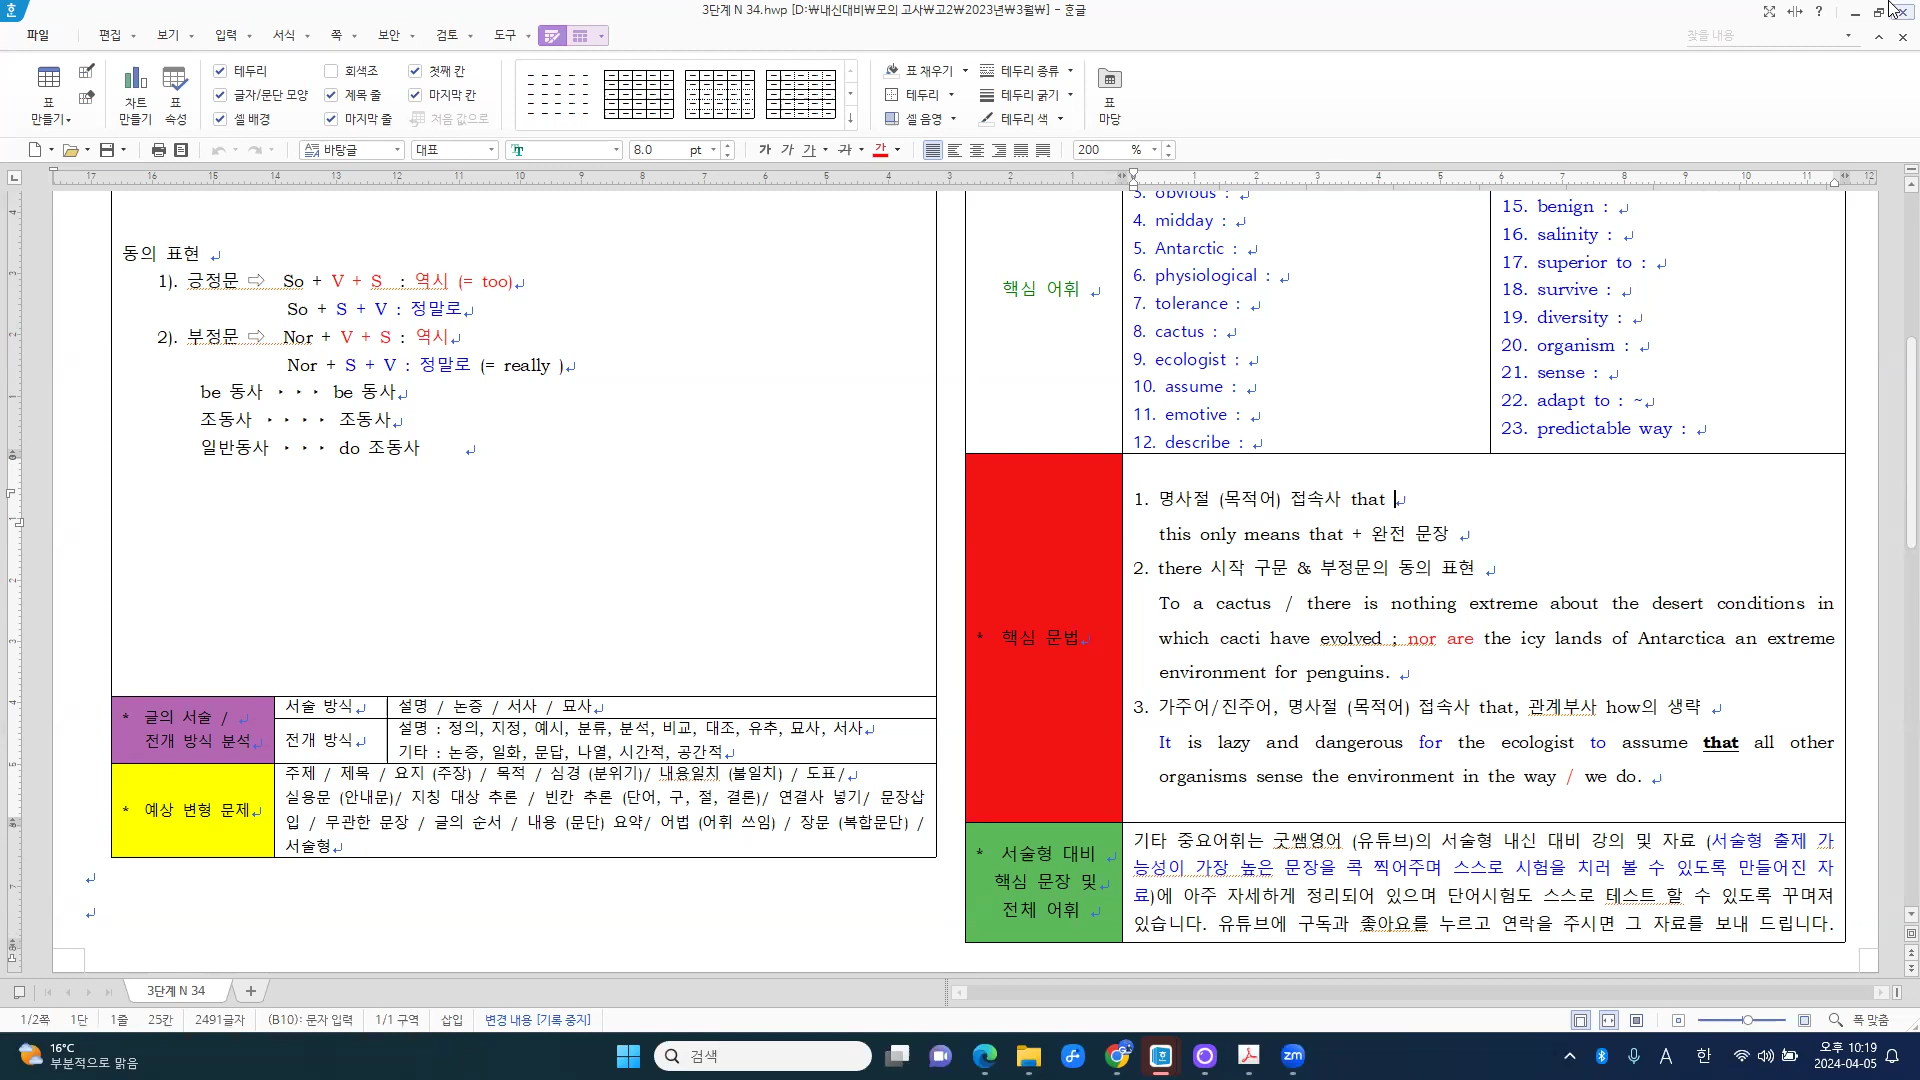 3단계 N 34.hwp [D:₩내신대비₩모의 고사₩고2₩2023년₩3월₩] - 훈글
파일 편집 보기 입력 서식 쪽 보안 검토 도구 찾을 내용
표 만들기
차트 만들기
표 속성
테두리 회색조 첫째 칸
글자/문단 모양 제목 줄 마지막 칸
셀 배경 마지막 줄 처음 값으로
표 채우기 테두리 종류
테두리 테두리 굵기
셀 음영 테두리 색
표 마당
바탕글 대표 8.0 pt 가 가 가 가 가 200 %
동의 표현
1). 긍정문 ⇨ So + V + S : 역시 (= too)
So + S + V : 정말로
2). 부정문 ⇨ Nor + V + S : 역시
Nor + S + V : 정말로 (= really )
be 동사 ‣‣‣ be 동사
조동사 ‣‣‣‣ 조동사
일반동사 ‣‣‣ do 조동사
* 글의 서술 /
전개 방식 분석
서술 방식 설명 / 논증 / 서사 / 묘사
전개 방식 설명 : 정의, 지정, 예시, 분류, 분석, 비교, 대조, 유추, 묘사, 서사
기타 : 논증, 일화, 문답, 나열, 시간적, 공간적
* 예상 변형 문제
주제 / 제목 / 요지 (주장) / 목적 / 심경 (분위기)/ 내용일치 (불일치) / 도표/
실용문 (안내문)/ 지칭 대상 추론 / 빈칸 추론 (단어, 구, 절, 결론)/ 연결사 넣기/ 문장삽
입 / 무관한 문장 / 글의 순서 / 내용 (문단) 요약/ 어법 (어휘 쓰임) / 장문 (복합문단) /
서술형
핵심 어휘
3. obvious :
4. midday :
5. Antarctic :
6. physiological :
7. tolerance :
8. cactus :
9. ecologist :
10. assume :
11. emotive :
12. describe :
15. benign :
16. salinity :
17. superior to :
18. survive :
19. diversity :
20. organism :
21. sense :
22. adapt to : ~
23. predictable way :
* 핵심 문법
1. 명사절 (목적어) 접속사 that
this only means that + 완전 문장
2. there 시작 구문 & 부정문의 동의 표현
To a cactus / there is nothing extreme about the desert conditions in
which cacti have evolved ; nor are the icy lands of Antarctica an extreme
environment for penguins.
3. 가주어/진주어, 명사절 (목적어) 접속사 that, 관계부사 how의 생략
It is lazy and dangerous for the ecologist to assume that all other
organisms sense the environment in the way / we do.
* 서술형 대비
핵심 문장 및
전체 어휘
기타 중요어휘는 굿쌤영어 (유튜브)의 서술형 내신 대비 강의 및 자료 (서술형 출제 가
능성이 가장 높은 문장을 콕 찍어주며 스스로 시험을 치러 볼 수 있도록 만들어진 자
료)에 아주 자세하게 정리되어 있으며 단어시험도 스스로 테스트 할 수 있도록 꾸며져
있습니다. 유튜브에 구독과 좋아요를 누르고 연락을 주시면 그 자료를 보내 드립니다.
3단계 N 34
1/2쪽 1단 1줄 25칸 2491글자 (B10): 문자 입력 1/1 구역 삽입 변경 내용 [기록 중지] 폭 맞춤
16°C
부분적으로 맑음
검색
zm
A 한
오후 10:19
2024-04-05